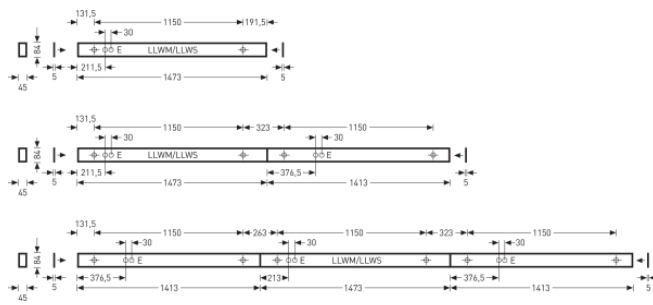 131,5 1150 191,5
30
84 E LLWM/LLWS
211,5
45 5 1473 5
131,5 1150 323 1150
30 30
84 E LLWM/LLWS E
211,5 376,5
45 5 1473 1413 5
131,5 1150 263 1150 323 1150
30 30 30
84 E E LLWM/LLWS E
376,5 213 376,5
45 5 1413 1473 1413 5